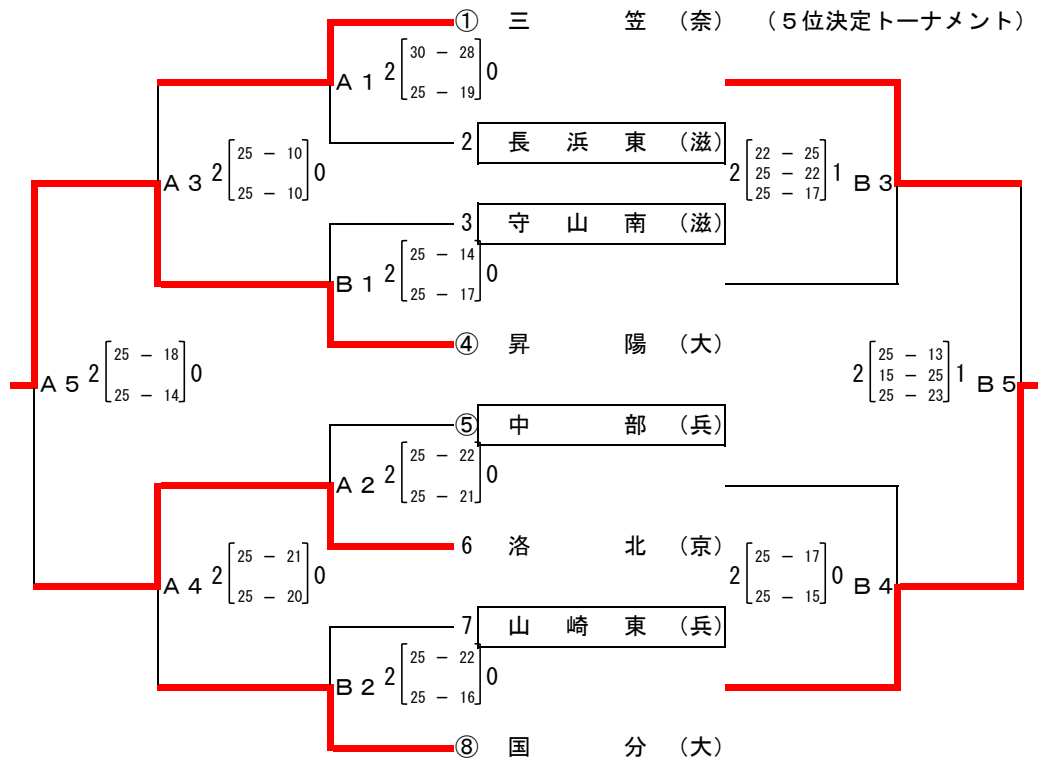 ① 三 笠 （奈） （５位決定トーナメント）
Ａ１ 2 [30 － 28 25 － 19] 0
2 長 浜 東 （滋）
Ａ３ 2 [25 － 10 25 － 10] 0
2 [22 － 25 25 － 22 25 － 17] 1 Ｂ３
3 守 山 南 （滋）
Ｂ１ 2 [25 － 14 25 － 17] 0
④ 昇 陽 （大）
Ａ５ 2 [25 － 18 25 － 14] 0
2 [25 － 13 15 － 25 25 － 23] 1 Ｂ５
⑤ 中 部 （兵）
Ａ２ 2 [25 － 22 25 － 21] 0
6 洛 北 （京）
Ａ４ 2 [25 － 21 25 － 20] 0
2 [25 － 17 25 － 15] 0 Ｂ４
7 山 崎 東 （兵）
Ｂ２ 2 [25 － 22 25 － 16] 0
⑧ 国 分 （大）